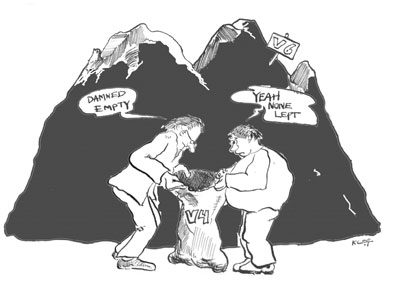 V6
DAMNED
EMPTY
YEAH
NONE
LEFT
V4